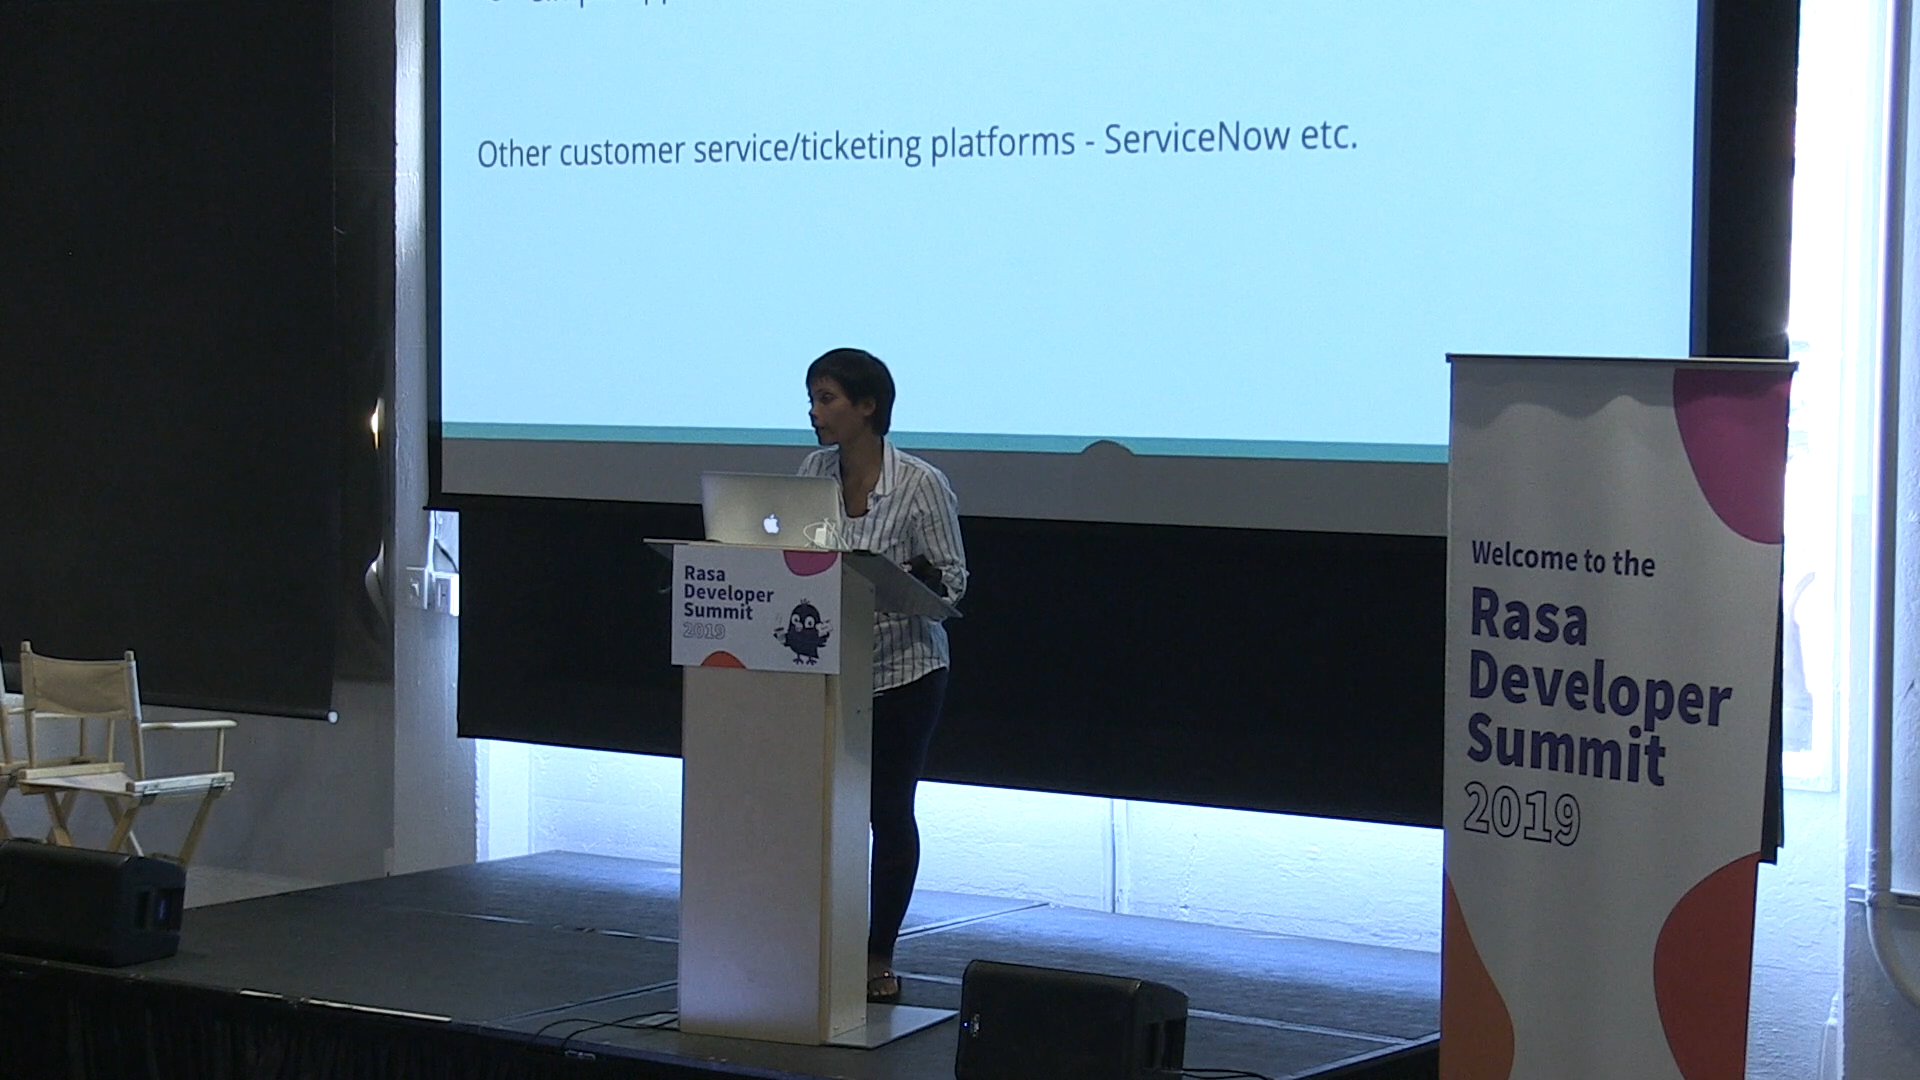 Other customer service/ticketing platforms - ServiceNow etc.
Rasa
Developer
Summit
2019
Welcome to the
Rasa
Developer
Summit
2019